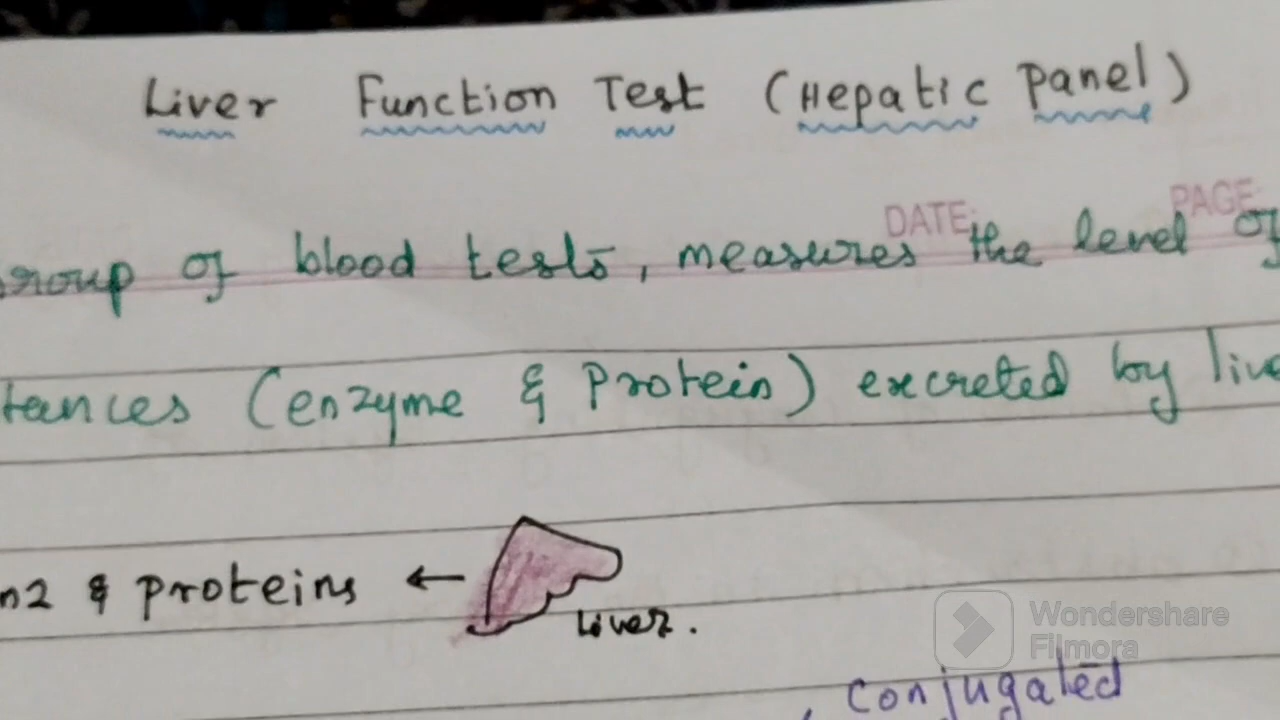 Liver Function Test (Hepatic Panel)
DATE: PAGE:
group of blood tests, measures the level of
tances (enzyme & Protein) excreted by live
nz & proteins ←
Liver.
Wondershare
Filmora
, conjugated